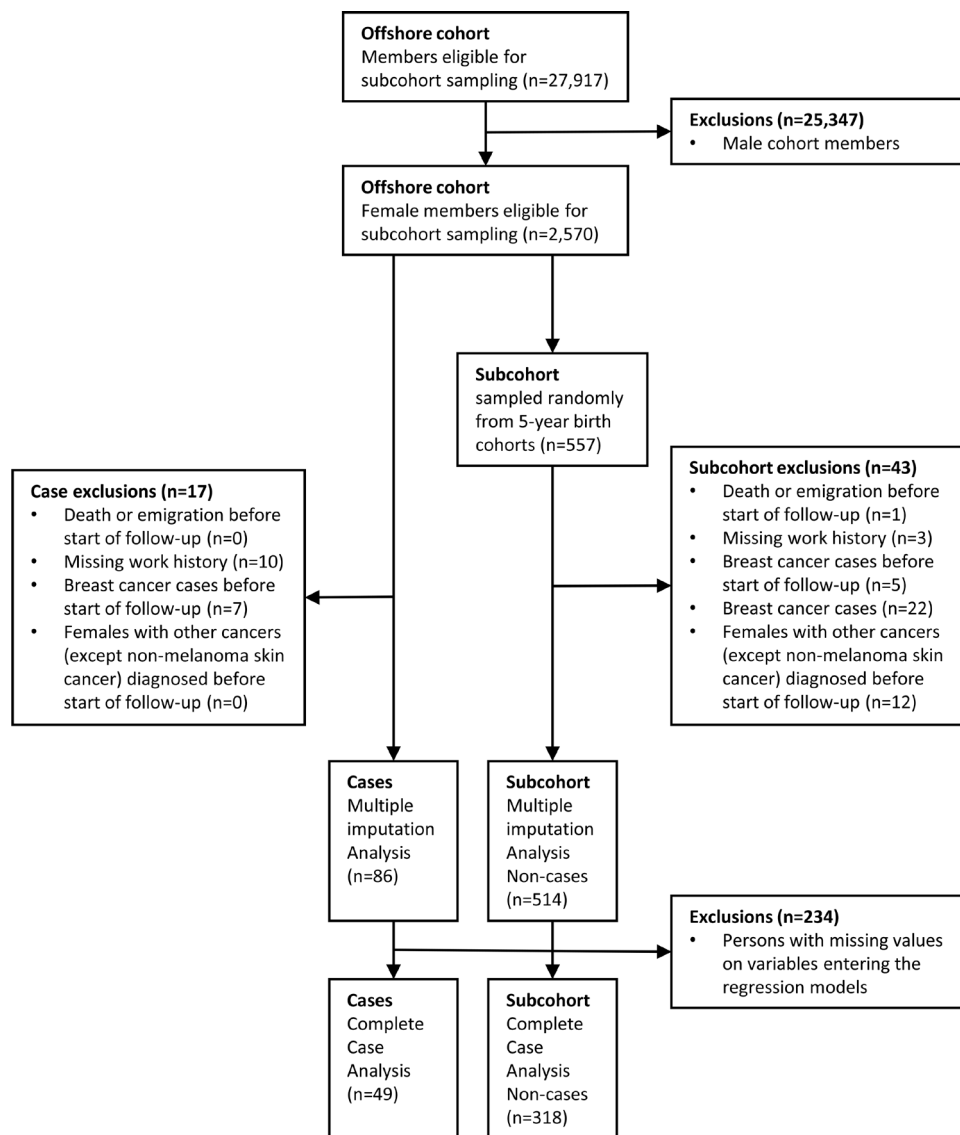 Offshore cohort
Members eligible for
subcohort sampling (n=27,917)
Exclusions (n=25,347)
• Male cohort members
Offshore cohort
Female members eligible for
subcohort sampling (n=2,570)
Subcohort
sampled randomly
from 5-year birth
cohorts (n=557)
Case exclusions (n=17)
• Death or emigration before
start of follow-up (n=0)
• Missing work history (n=10)
• Breast cancer cases before
start of follow-up (n=7)
• Females with other cancers
(except non-melanoma skin
cancer) diagnosed before
start of follow-up (n=0)
Subcohort exclusions (n=43)
• Death or emigration before
start of follow-up (n=1)
• Missing work history (n=3)
• Breast cancer cases before
start of follow-up (n=5)
• Breast cancer cases (n=22)
• Females with other cancers
(except non-melanoma skin
cancer) diagnosed before
start of follow-up (n=12)
Cases
Multiple
imputation
Analysis
(n=86)
Subcohort
Multiple
imputation
Analysis
Non-cases
(n=514)
Exclusions (n=234)
• Persons with missing values
on variables entering the
regression models
Cases
Complete
Case
Analysis
(n=49)
Subcohort
Complete
Case
Analysis
Non-cases
(n=318)